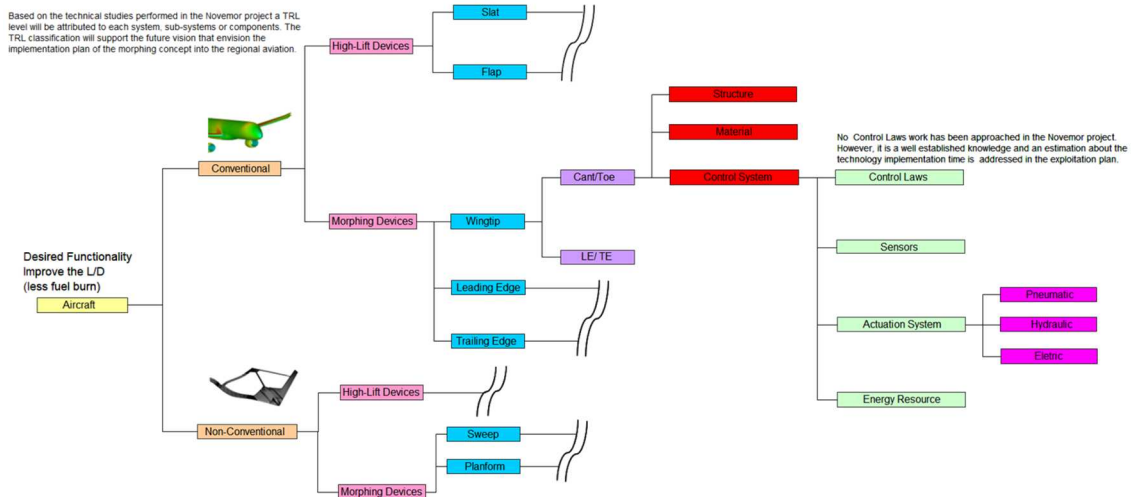 Based on the technical studies performed in the Novemor project a TRL
level will be attributed to each system, sub-systems or components. The
TRL classification will support the future vision that envision the
implementation plan of the morphing concept into the regional aviation.
Slat
High-Lift Devices
Flap
Structure
Material
No Control Laws work has been approached in the Novemor project.
However, it is a well established knowledge and an estimation about the
technology implementation time is addressed in the exploitation plan.
Conventional
Cant/Toe
Control System
Control Laws
Morphing Devices
Wingtip
Sensors
LE/ TE
Desired Functionality
Improve the L/D
(less fuel burn)
Aircraft
Leading Edge
Pneumatic
Trailing Edge
Actuation System
Hydraulic
Eletric
High-Lift Devices
Energy Resource
Non-Conventional
Sweep
Planform
Morphing Devices